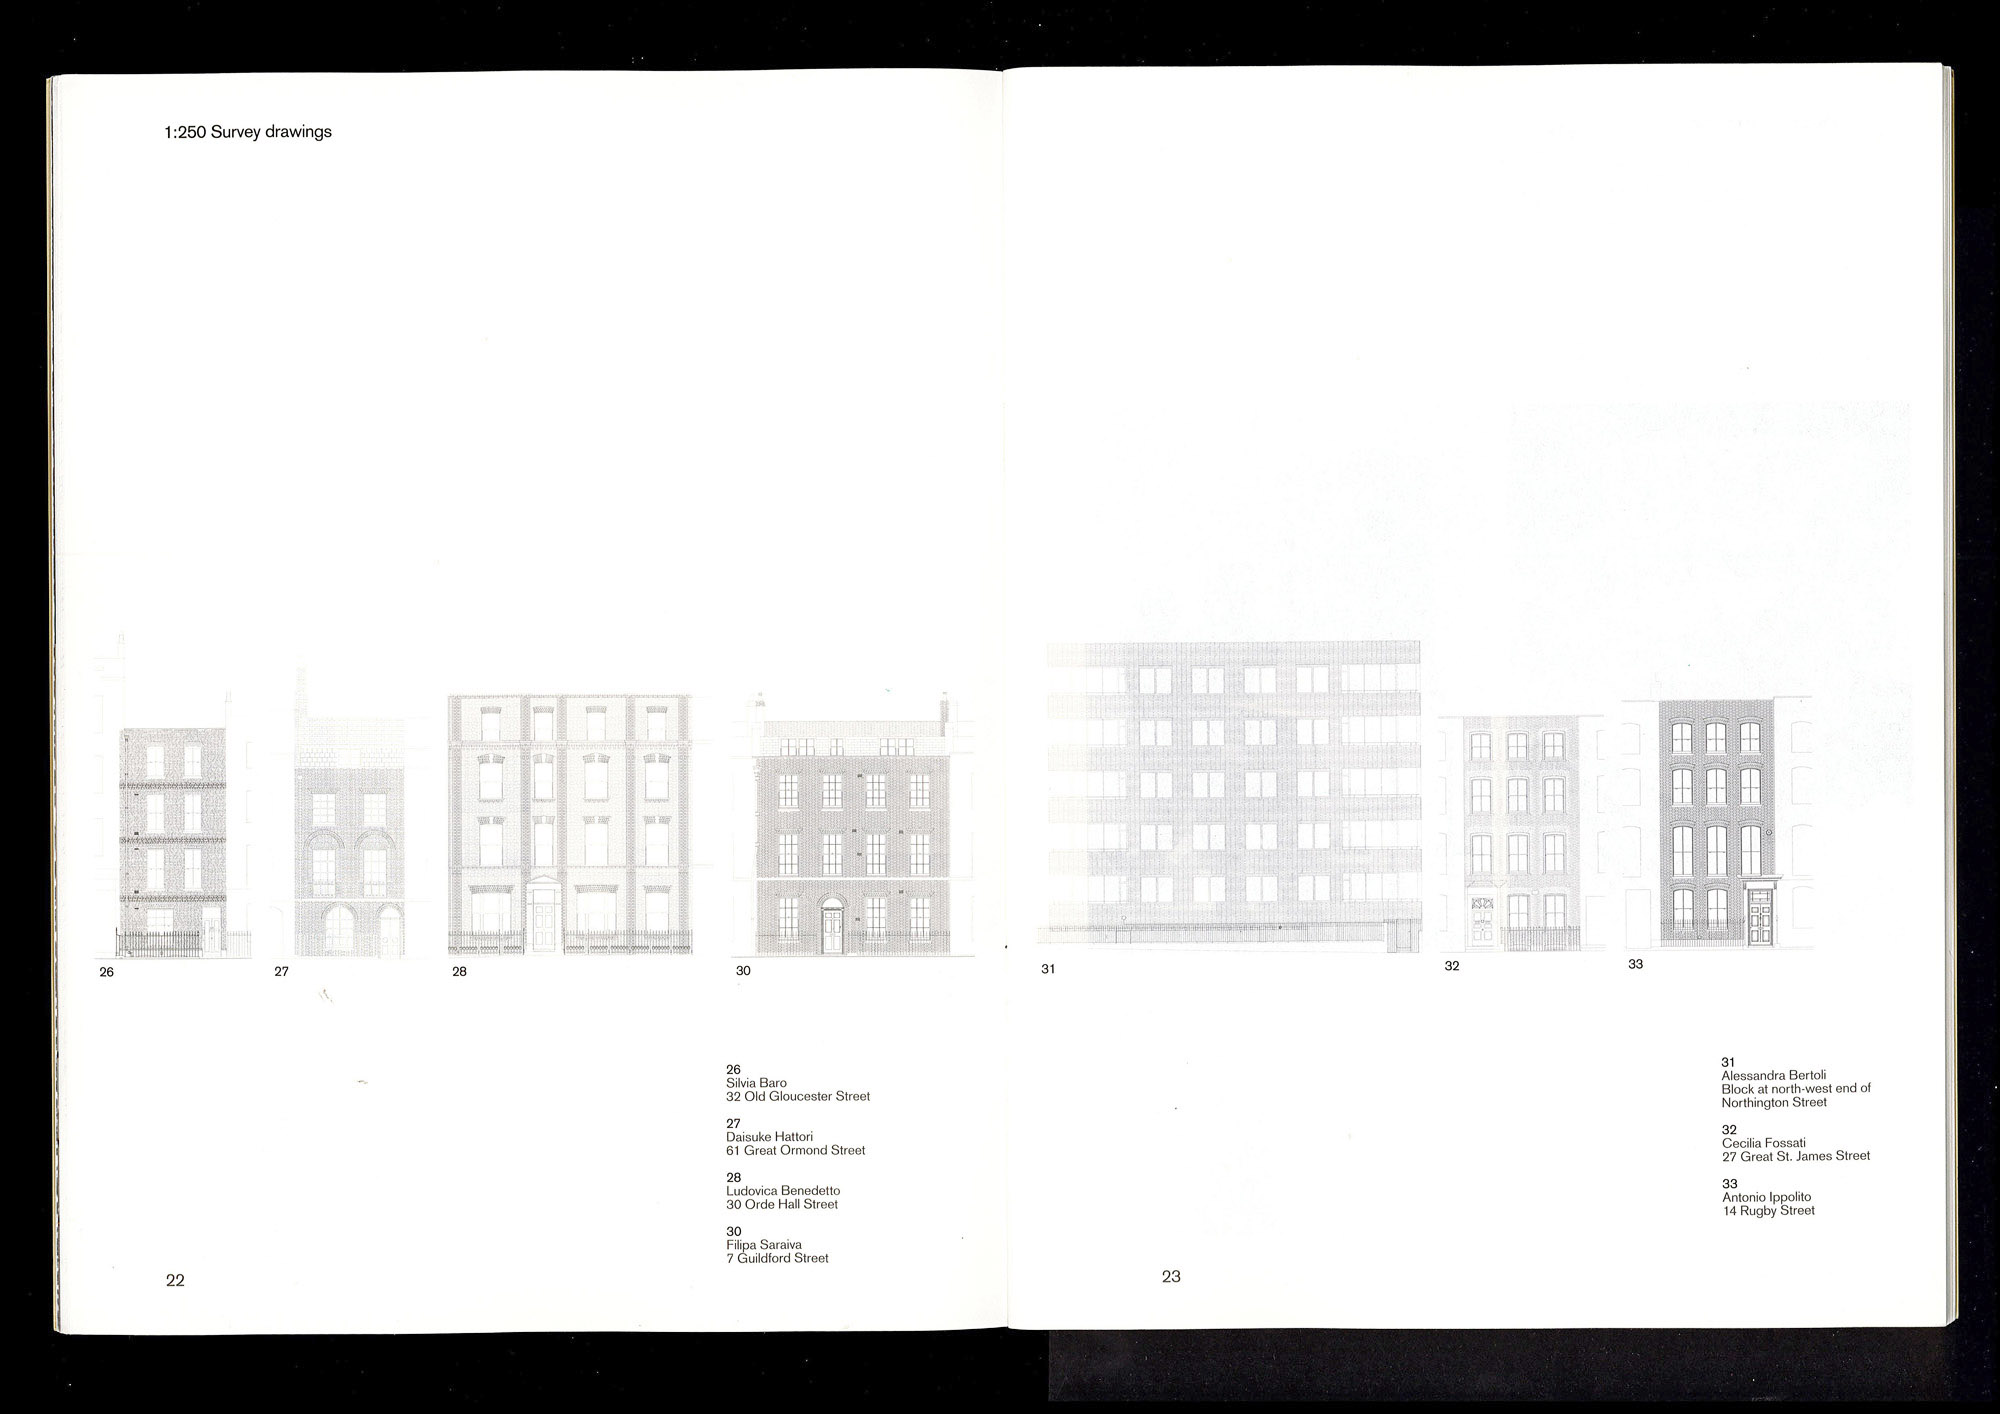 1:250 Survey drawings
26
27
28
30
26
Silvia Baro
32 Old Gloucester Street
27
Daisuke Hattori
61 Great Ormond Street
28
Ludovica Benedetto
30 Orde Hall Street
30
Filipa Saraiva
7 Guildford Street
22
31
32
33
31
Alessandra Bertoli
Block at north-west end of
Northington Street
32
Cecilia Fossati
27 Great St. James Street
33
Antonio Ippolito
14 Rugby Street
23